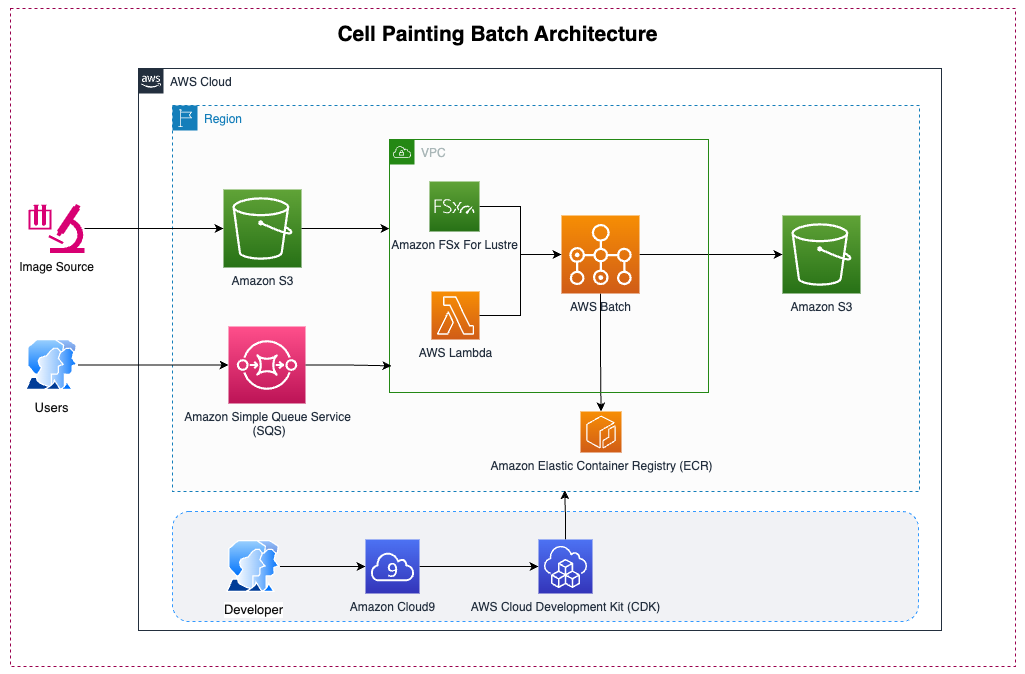 Cell Painting Batch Architecture
aws
AWS Cloud
Region
VPC
FSx
Amazon FSx For Lustre
Image Source
Amazon S3
AWS Batch
Amazon S3
AWS Lambda
Users
Amazon Simple Queue Service
(SQS)
Amazon Elastic Container Registry (ECR)
9
Developer
Amazon Cloud9
AWS Cloud Development Kit (CDK)